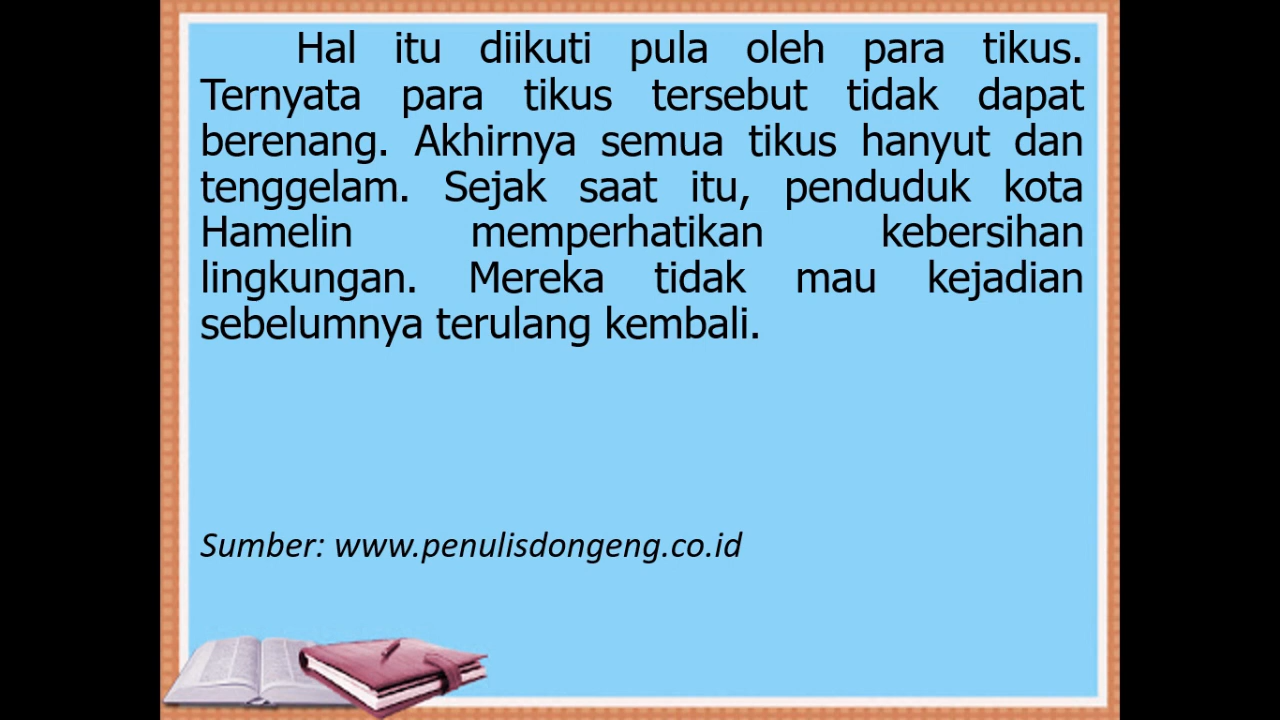 Hal itu diikuti pula oleh para tikus.
Ternyata para tikus tersebut tidak dapat
berenang. Akhirnya semua tikus hanyut dan
tenggelam. Sejak saat itu, penduduk kota
Hamelin memperhatikan kebersihan
lingkungan. Mereka tidak mau kejadian
sebelumnya terulang kembali.
Sumber: www.penulisdongeng.co.id